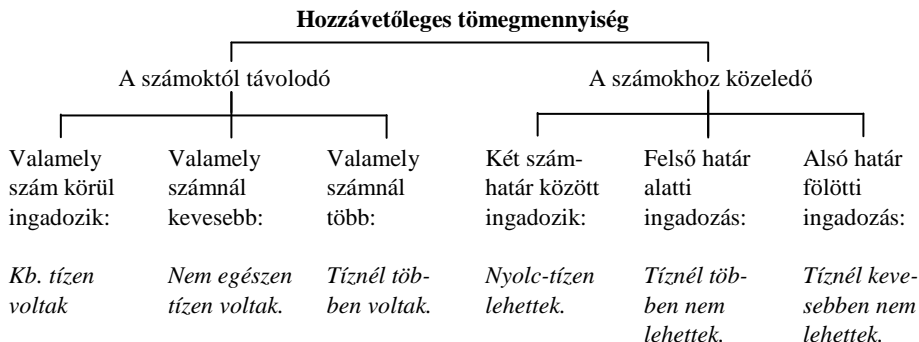 Hozzávetőleges tömegmennyiség
A számoktól távolodó
A számokhoz közeledő
Valamely
szám körül
ingadozik:
Valamely
számnál
kevesebb:
Valamely
számnál
több:
Két szám-
határ között
ingadozik:
Felső határ
alatti
ingadozás:
Alsó határ
fölötti
ingadozás:
Kb. tízen
voltak
Nem egészen
tízen voltak.
Tíznél töb-
ben voltak.
Nyolc-tízen
lehettek.
Tíznél töb-
ben nem
lehettek.
Tíznél keve-
sebben nem
lehettek.